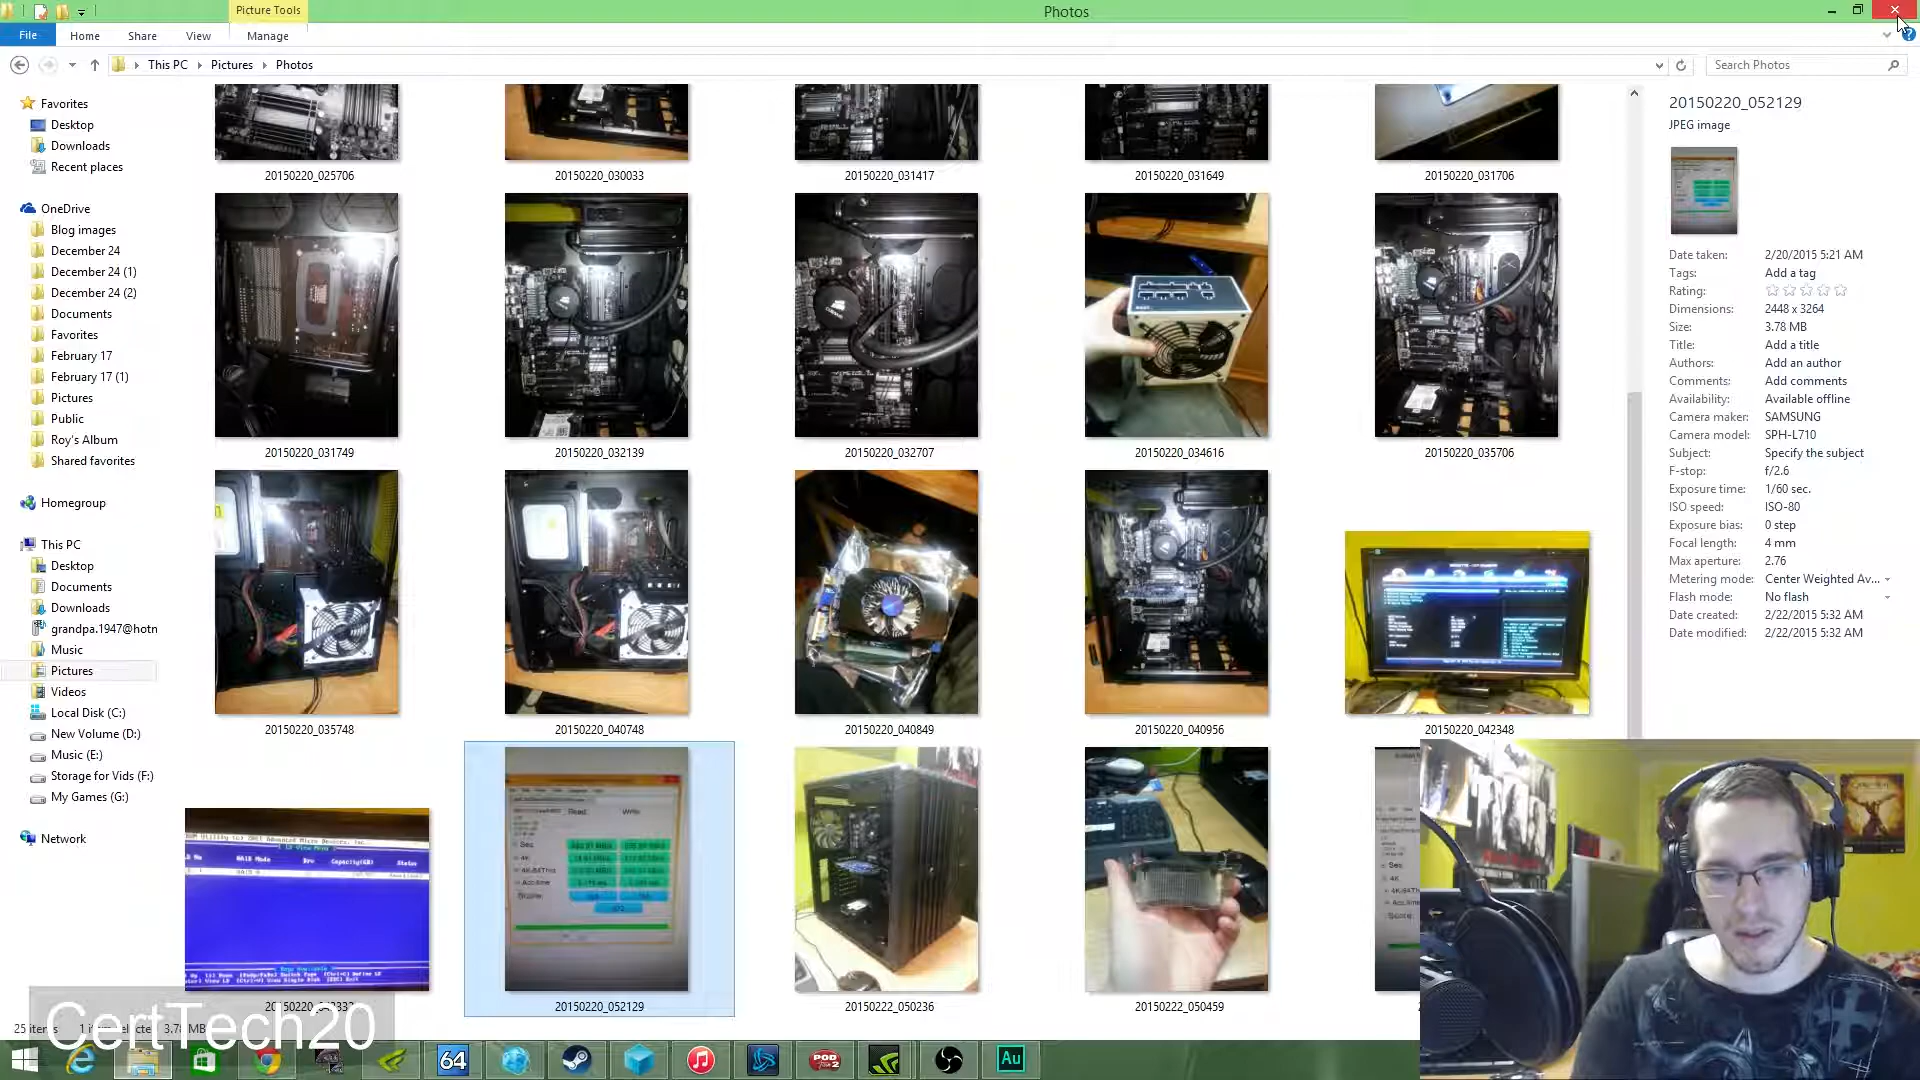 Picture Tools
Photos
File
Home
Share
View
Manage
This PC
Pictures
Photos
Search Photos
Favorites
Desktop
Downloads
Recent places
OneDrive
Blog images
December 24
December 24 (1)
December 24 (2)
Documents
Favorites
February 17
February 17 (1)
Pictures
Public
Roy's Album
Shared favorites
Homegroup
This PC
Desktop
Documents
Downloads
grandpa.1947@hotn
Music
Pictures
Videos
Local Disk (C:)
New Volume (D:)
Music (E:)
Storage for Vids (F:)
My Games (G:)
Network
20150220_025706
20150220_030033
20150220_031417
20150220_031649
20150220_031706
20150220_031749
20150220_032139
20150220_032707
20150220_034616
20150220_035706
20150220_035748
20150220_040748
20150220_040849
20150220_040956
20150220_042348
20150220_052129
20150222_050236
20150222_050459
20150220_052129
JPEG image
Date taken: 2/20/2015 5:21 AM
Tags: Add a tag
Rating:
Dimensions: 2448 x 3264
Size: 3.78 MB
Title: Add a title
Authors: Add an author
Comments: Add comments
Availability: Available offline
Camera maker: SAMSUNG
Camera model: SPH-L710
Subject: Specify the subject
F-stop: f/2.6
Exposure time: 1/60 sec.
ISO speed: ISO-80
Exposure bias: 0 step
Focal length: 4 mm
Max aperture: 2.76
Metering mode: Center Weighted Av...
Flash mode: No flash
Date created: 2/22/2015 5:32 AM
Date modified: 2/22/2015 5:32 AM
CertTech20
25 items
3.78 MB
64
POD
Au